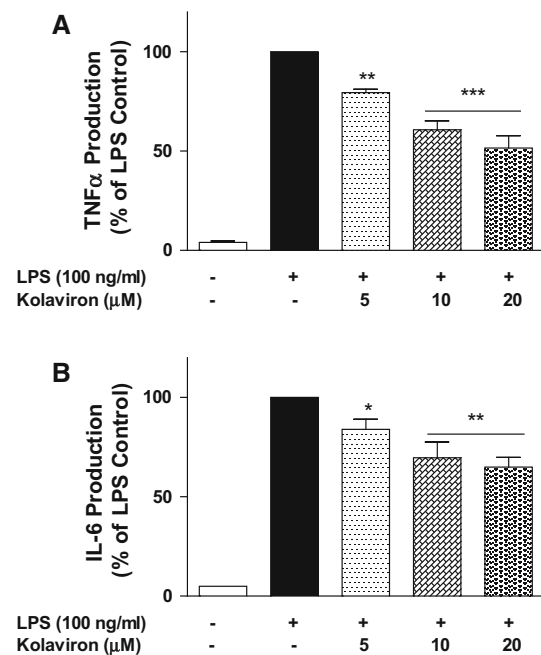 A
TNFα Production
(% of LPS Control)
100
50
0
**
***
LPS (100 ng/ml) - + + + +
Kolaviron (μM) - - 5 10 20
B
IL-6 Production
(% of LPS Control)
100
50
0
*
**
LPS (100 ng/ml) - + + + +
Kolaviron (μM) - - 5 10 20